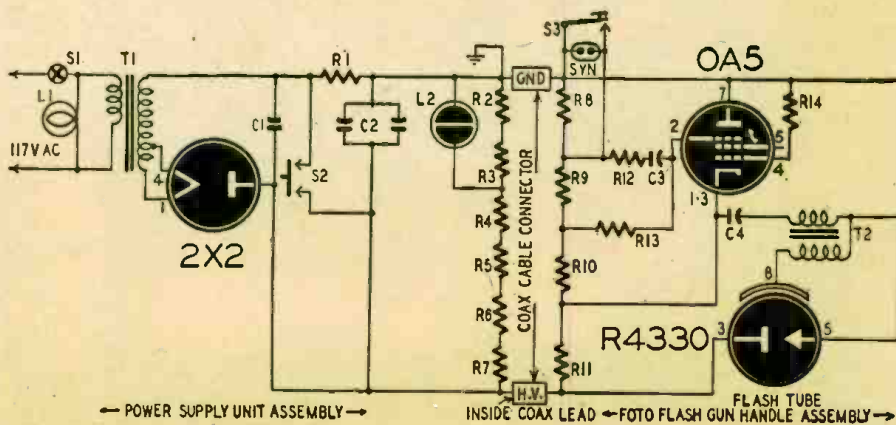 S1
T1
R1
S3
SYN
OA5
L1
117V AC
C1
C2
S2
L2
R2
GND
R8
7
R14
2
5
4
R3
R12
C3
R9
1·3
4
1
2X2
R4
R13
C4
T2
R5
COAX CABLE CONNECTOR
R10
8
R6
R4330
3
5
R7
R11
H.V.
FLASH TUBE
POWER SUPPLY UNIT ASSEMBLY
INSIDE COAX LEAD
FOTO FLASH GUN HANDLE ASSEMBLY